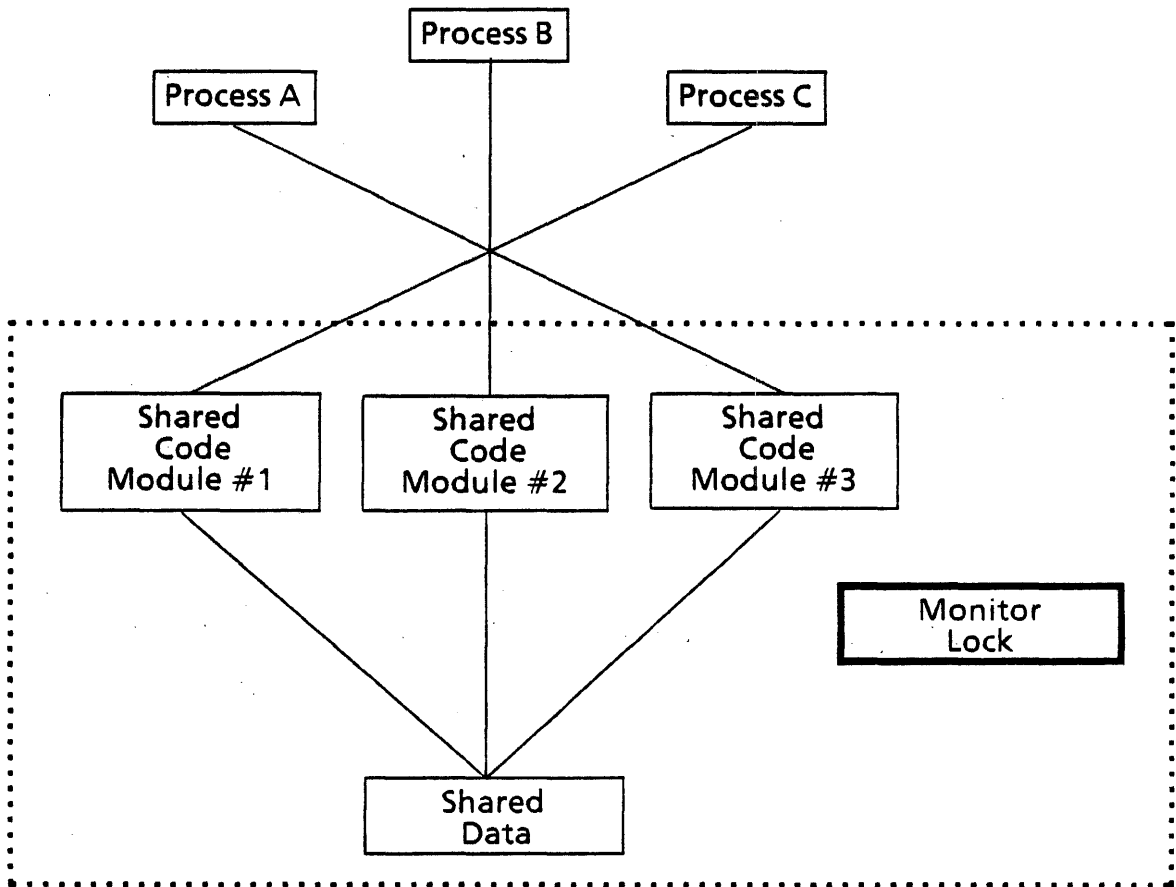 Process B
Process A
Process C
Shared
Code
Module #1
Shared
Code
Module #2
Shared
Code
Module #3
Monitor
Lock
Shared
Data